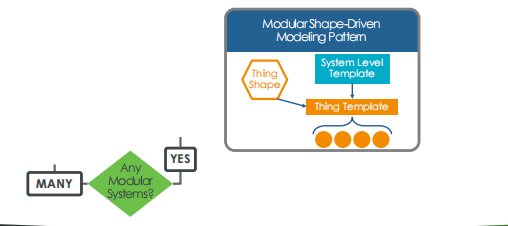 Modular Shape-Driven
Modeling Pattern
Thing
Shape
System Level
Template
Thing Template
YES
Any
Modular
Systems?
MANY